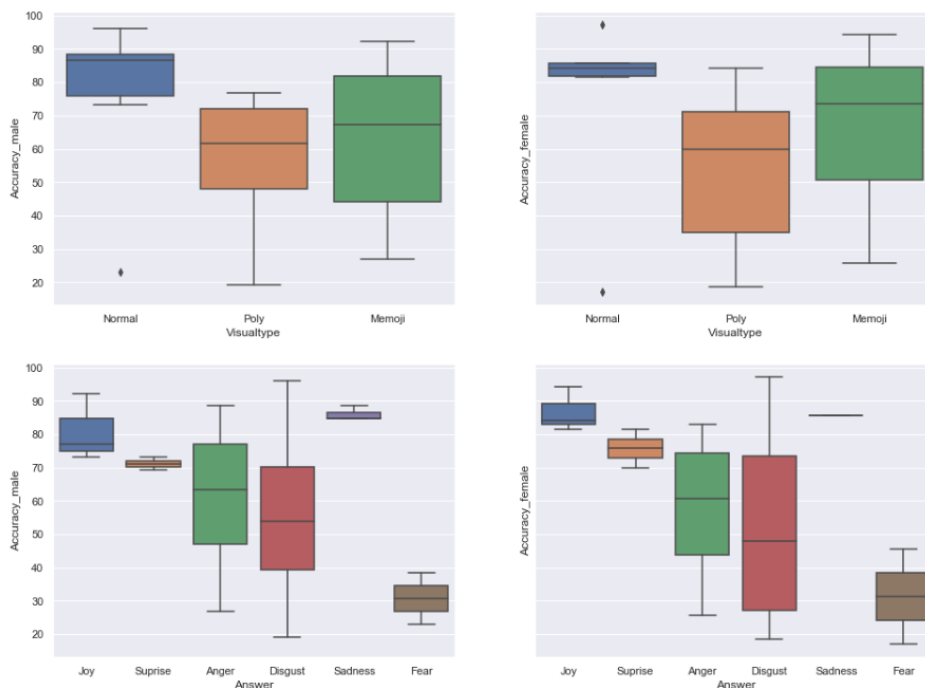 100
90
80
70
60
50
40
30
20
Accuracy_male
Normal
Poly
Memoji
Visualtype
Accuracy_female
Normal
Poly
Memoji
Visualtype
100
90
80
70
60
50
40
30
20
Accuracy_male
Joy
Suprise
Anger
Disgust
Sadness
Fear
Answer
Accuracy_female
Joy
Suprise
Anger
Disgust
Sadness
Fear
Answer